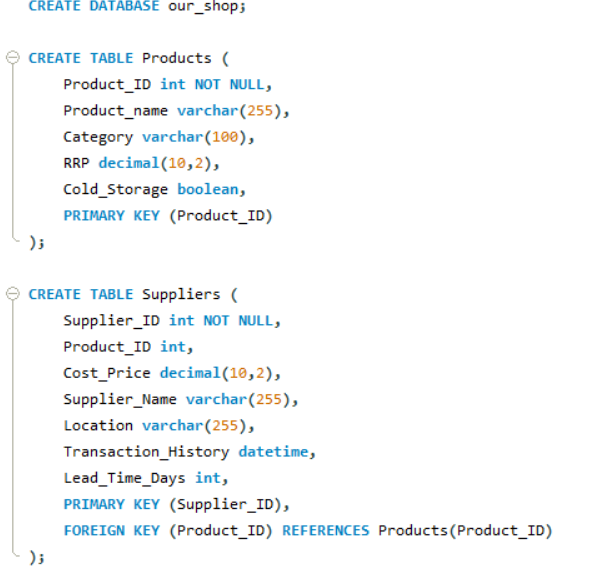 CREATE DATABASE our_shop;
CREATE TABLE Products (
Product_ID int NOT NULL,
Product_name varchar(255),
Category varchar(100),
RRP decimal(10,2),
Cold_Storage boolean,
PRIMARY KEY (Product_ID)
);
CREATE TABLE Suppliers (
Supplier_ID int NOT NULL,
Product_ID int,
Cost_Price decimal(10,2),
Supplier_Name varchar(255),
Location varchar(255),
Transaction_History datetime,
Lead_Time_Days int,
PRIMARY KEY (Supplier_ID),
FOREIGN KEY (Product_ID) REFERENCES Products(Product_ID)
);